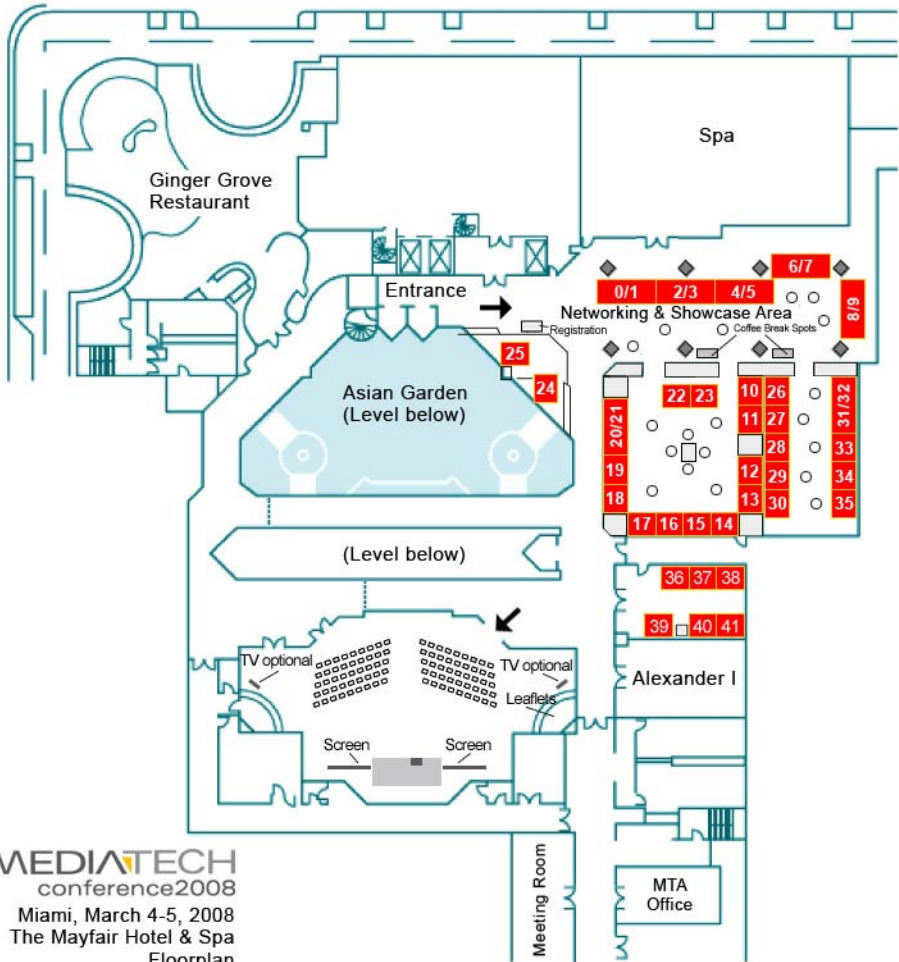 Spa
Ginger Grove
Restaurant
6/7
Entrance
0/1
2/3
4/5
8/9
Networking & Showcase Area
Registration
Coffee Break Spots
25
24
Asian Garden
(Level below)
22
23
10
26
31/32
20/21
11
27
28
33
19
12
29
34
18
13
30
35
17
16
15
14
(Level below)
36
37
38
39
40
41
TV optional
TV optional
Leaflets
Alexander I
Screen
Screen
Meeting Room
MTA
Office
MEDIATECH
conference2008
Miami, March 4-5, 2008
The Mayfair Hotel & Spa
Floorplan